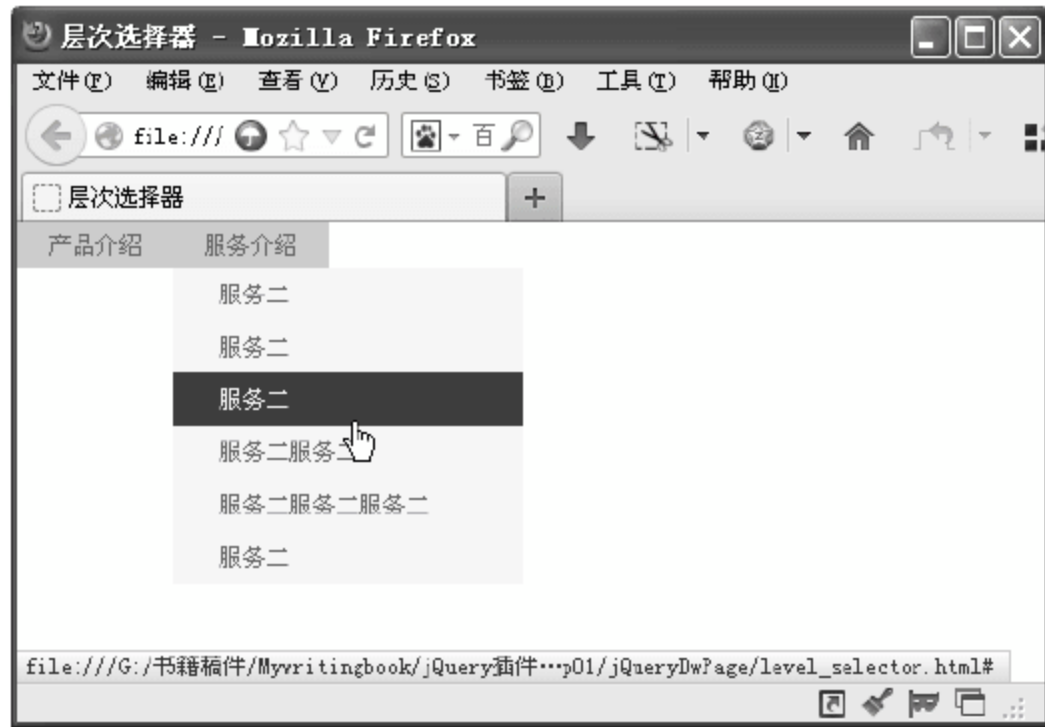 层次选择器 - Mozilla Firefox
文件(F) 编辑(E) 查看(V) 历史(S) 书签(B) 工具(T) 帮助(H)
file:/// 百
层次选择器
产品介绍 服务介绍
服务二
服务二
服务二
服务二服务二
服务二服务二服务二
服务二
file:///G:/书籍稿件/Mywritingbook/jQuery插件…p01/jQueryDwPage/level_selector.html#